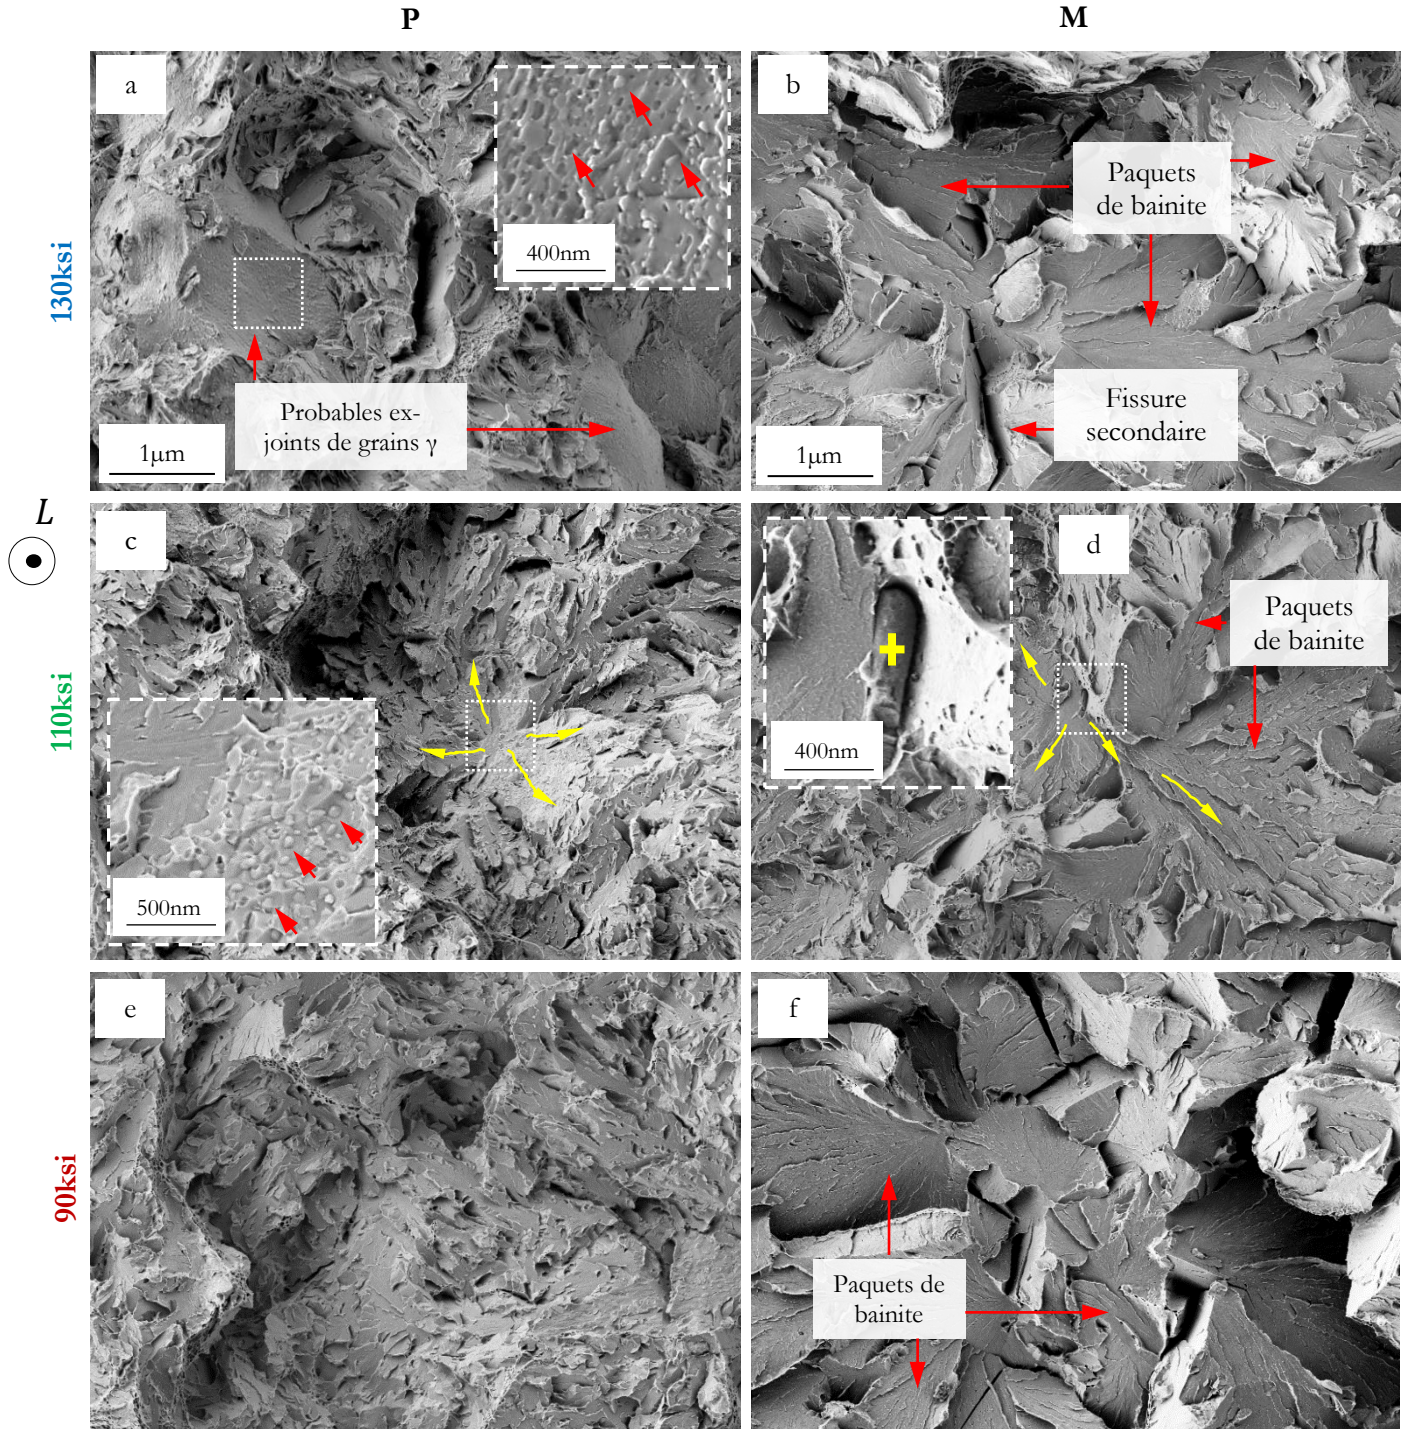 P
M
130ksi
a
400nm
Probables ex-
joints de grains γ
1μm
b
Paquets
de bainite
Fissure
secondaire
1μm
L
110ksi
c
500nm
d
400nm
Paquets
de bainite
90ksi
e
f
Paquets de
bainite